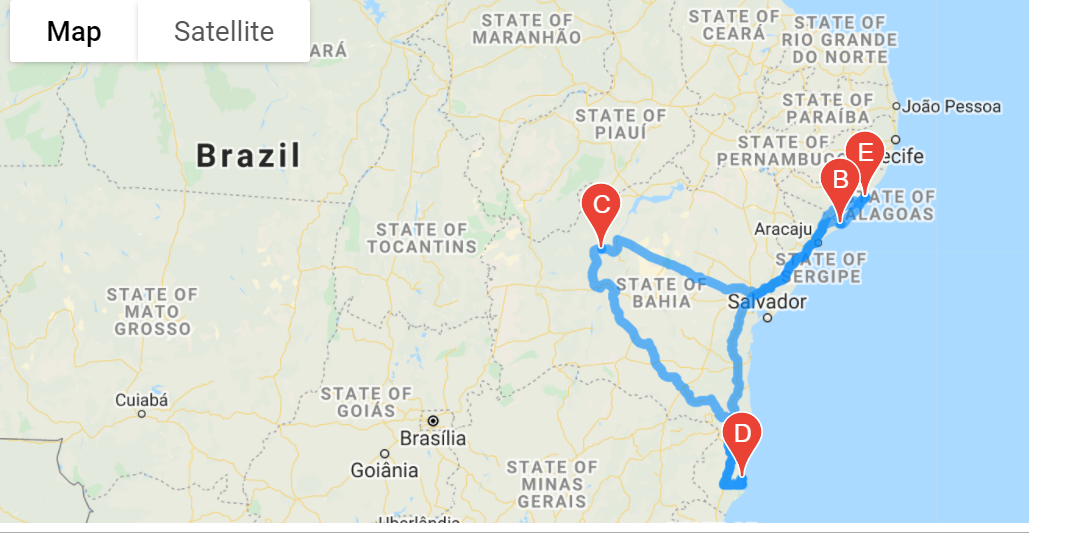 Map
Satellite
ARÁ
STATE OF
MARANHÃO
STATE OF
CEARÁ
STATE OF
RIO GRANDE
DO NORTE
STATE OF
PIAUÍ
STATE OF
PARAÍBA
João Pessoa
Brazil
STATE OF
PERNAMBUCO
E
ecife
B
C
STATE OF
ALAGOAS
STATE OF
TOCANTINS
Aracaju
STATE OF
SERGIPE
STATE OF
BAHIA
Salvador
STATE OF
MATO
GROSSO
Cuiabá
STATE OF
GOIÁS
Brasília
D
Goiânia
STATE OF
MINAS
GERAIS
Uberlândia